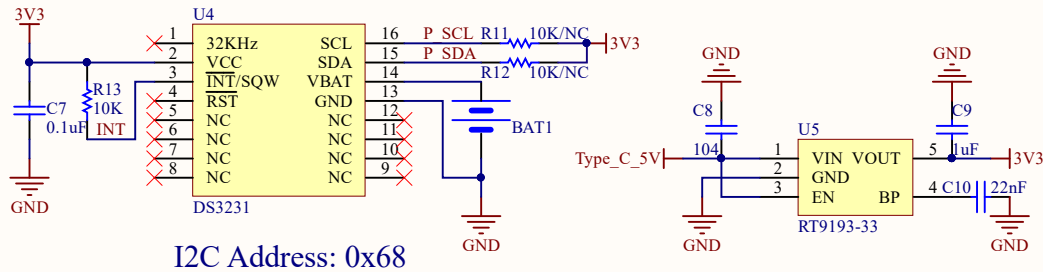 3V3
U4
1 32KHz SCL 16 P_SCL R11 10K/NC
2 VCC SDA 15 P_SDA R12 10K/NC 3V3
3 INT/SQW VBAT 14
4 RST GND 13
5 NC NC 12
6 NC NC 11
7 NC NC 10
8 NC NC 9
DS3231
C7
0.1uF
R13
10K
INT
GND
BAT1
GND
I2C Address: 0x68
GND
GND
C8
104
C9
1uF
U5
Type_C_5V 1 VIN VOUT 5 3V3
2 GND
3 EN BP 4 C10 22nF
RT9193-33
GND
GND